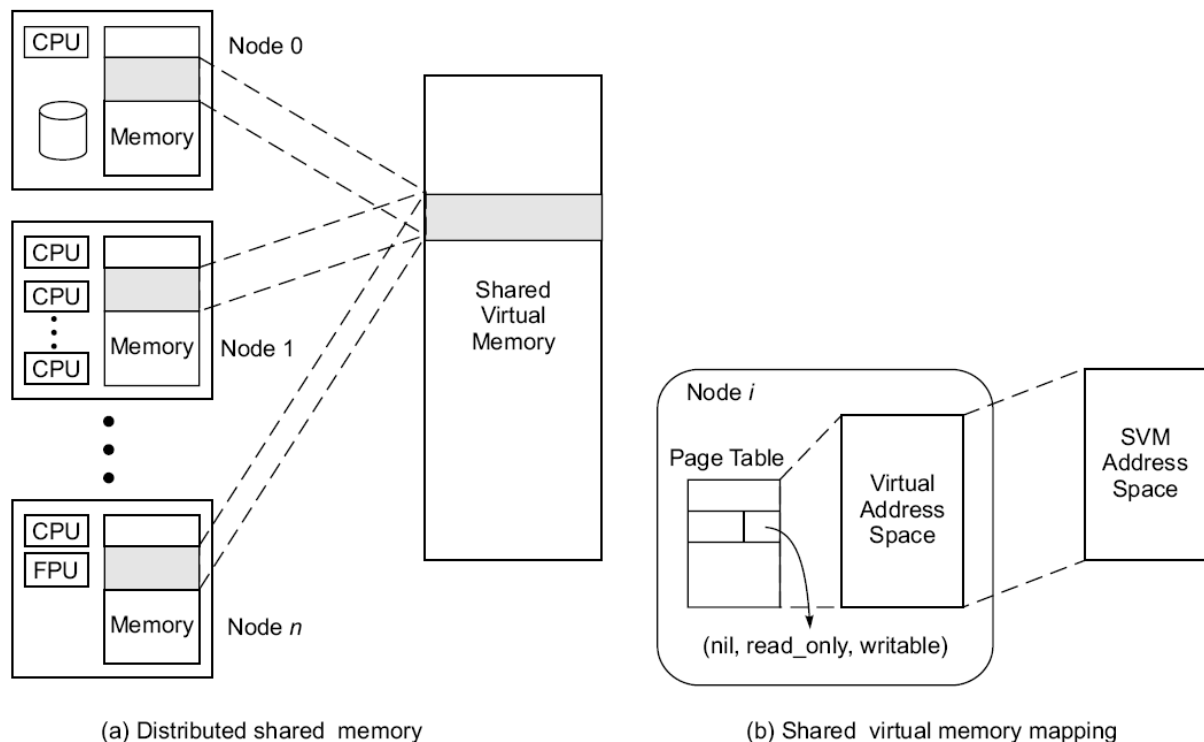 CPU
Node 0
Memory
CPU
CPU
CPU
Memory
Node 1
CPU
FPU
Memory
Node n
Shared
Virtual
Memory
(a) Distributed shared memory
Node i
Page Table
Virtual
Address
Space
(nil, read_only, writable)
SVM
Address
Space
(b) Shared virtual memory mapping